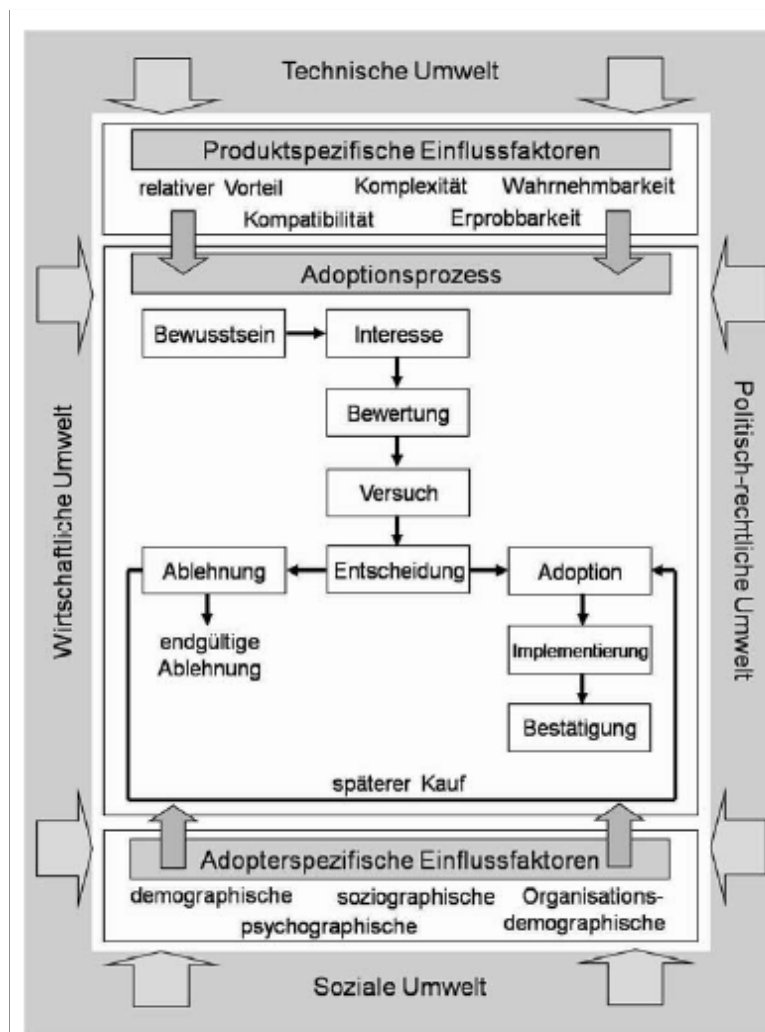 Technische Umwelt
Produktspezifische Einflussfaktoren
relativer Vorteil Komplexität Wahrnehmbarkeit
Kompatibilität Erprobbarkeit
Adoptionsprozess
Bewusstsein Interesse
Bewertung
Versuch
Ablehnung Entscheidung Adoption
endgültige
Ablehnung
Implementierung
Bestätigung
späterer Kauf
Wirtschaftliche Umwelt
Politisch-rechtliche Umwelt
Adopterspezifische Einflussfaktoren
demographische soziographische Organisations-
psychographische demographische
Soziale Umwelt